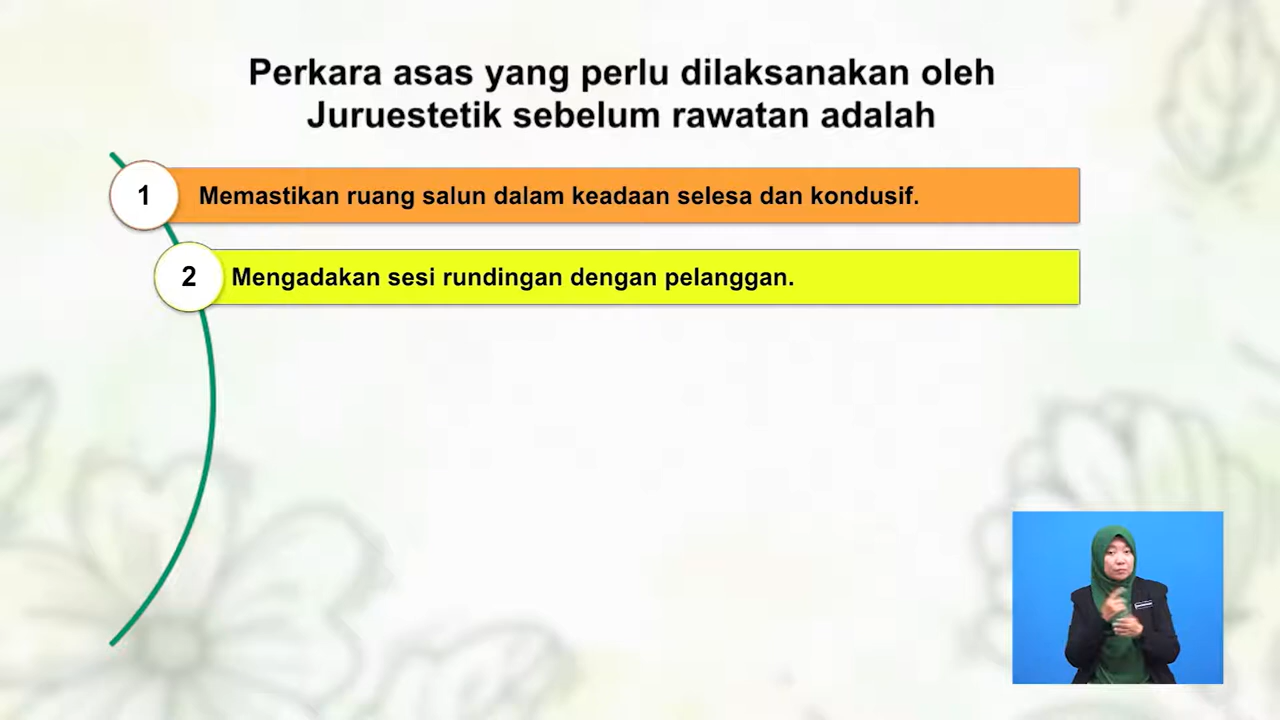 Perkara asas yang perlu dilaksanakan oleh
Juruestetik sebelum rawatan adalah
1 Memastikan ruang salun dalam keadaan selesa dan kondusif.
2 Mengadakan sesi rundingan dengan pelanggan.